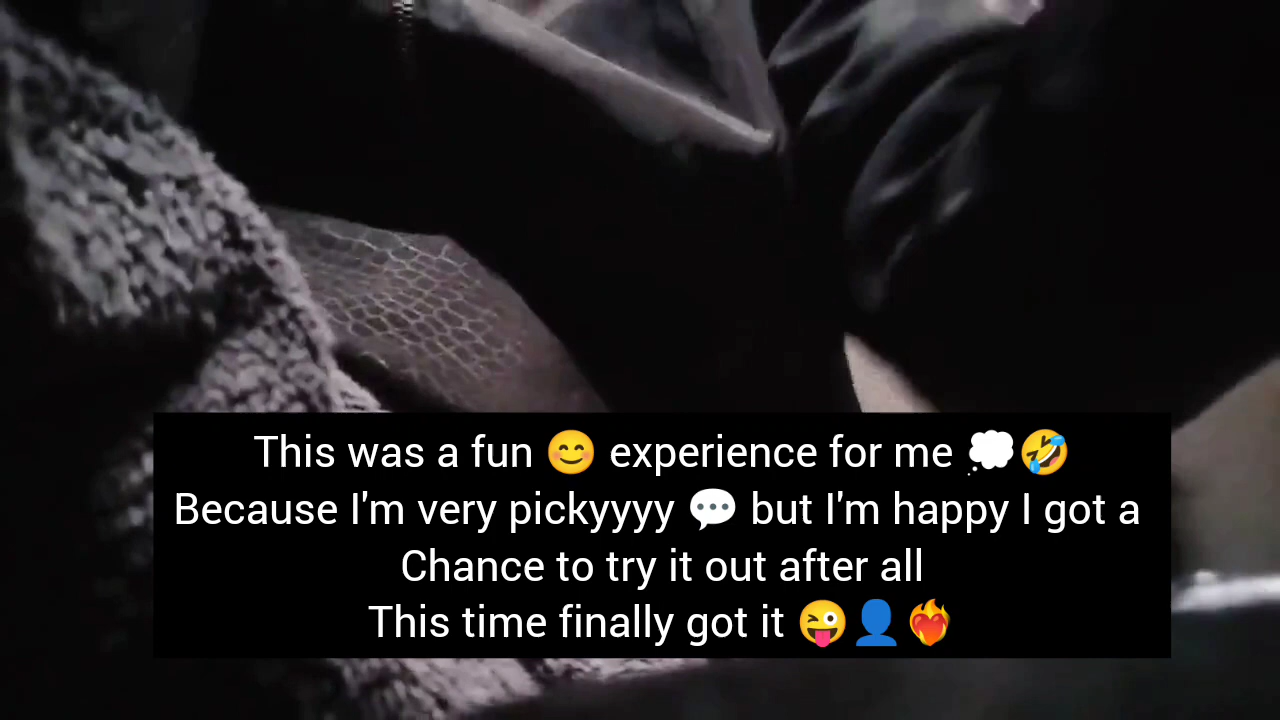 This was a fun 😊 experience for me 💭🤣
Because I'm very pickyyyy 💬 but I'm happy I got a
Chance to try it out after all
This time finally got it 😜👤❤️‍🔥